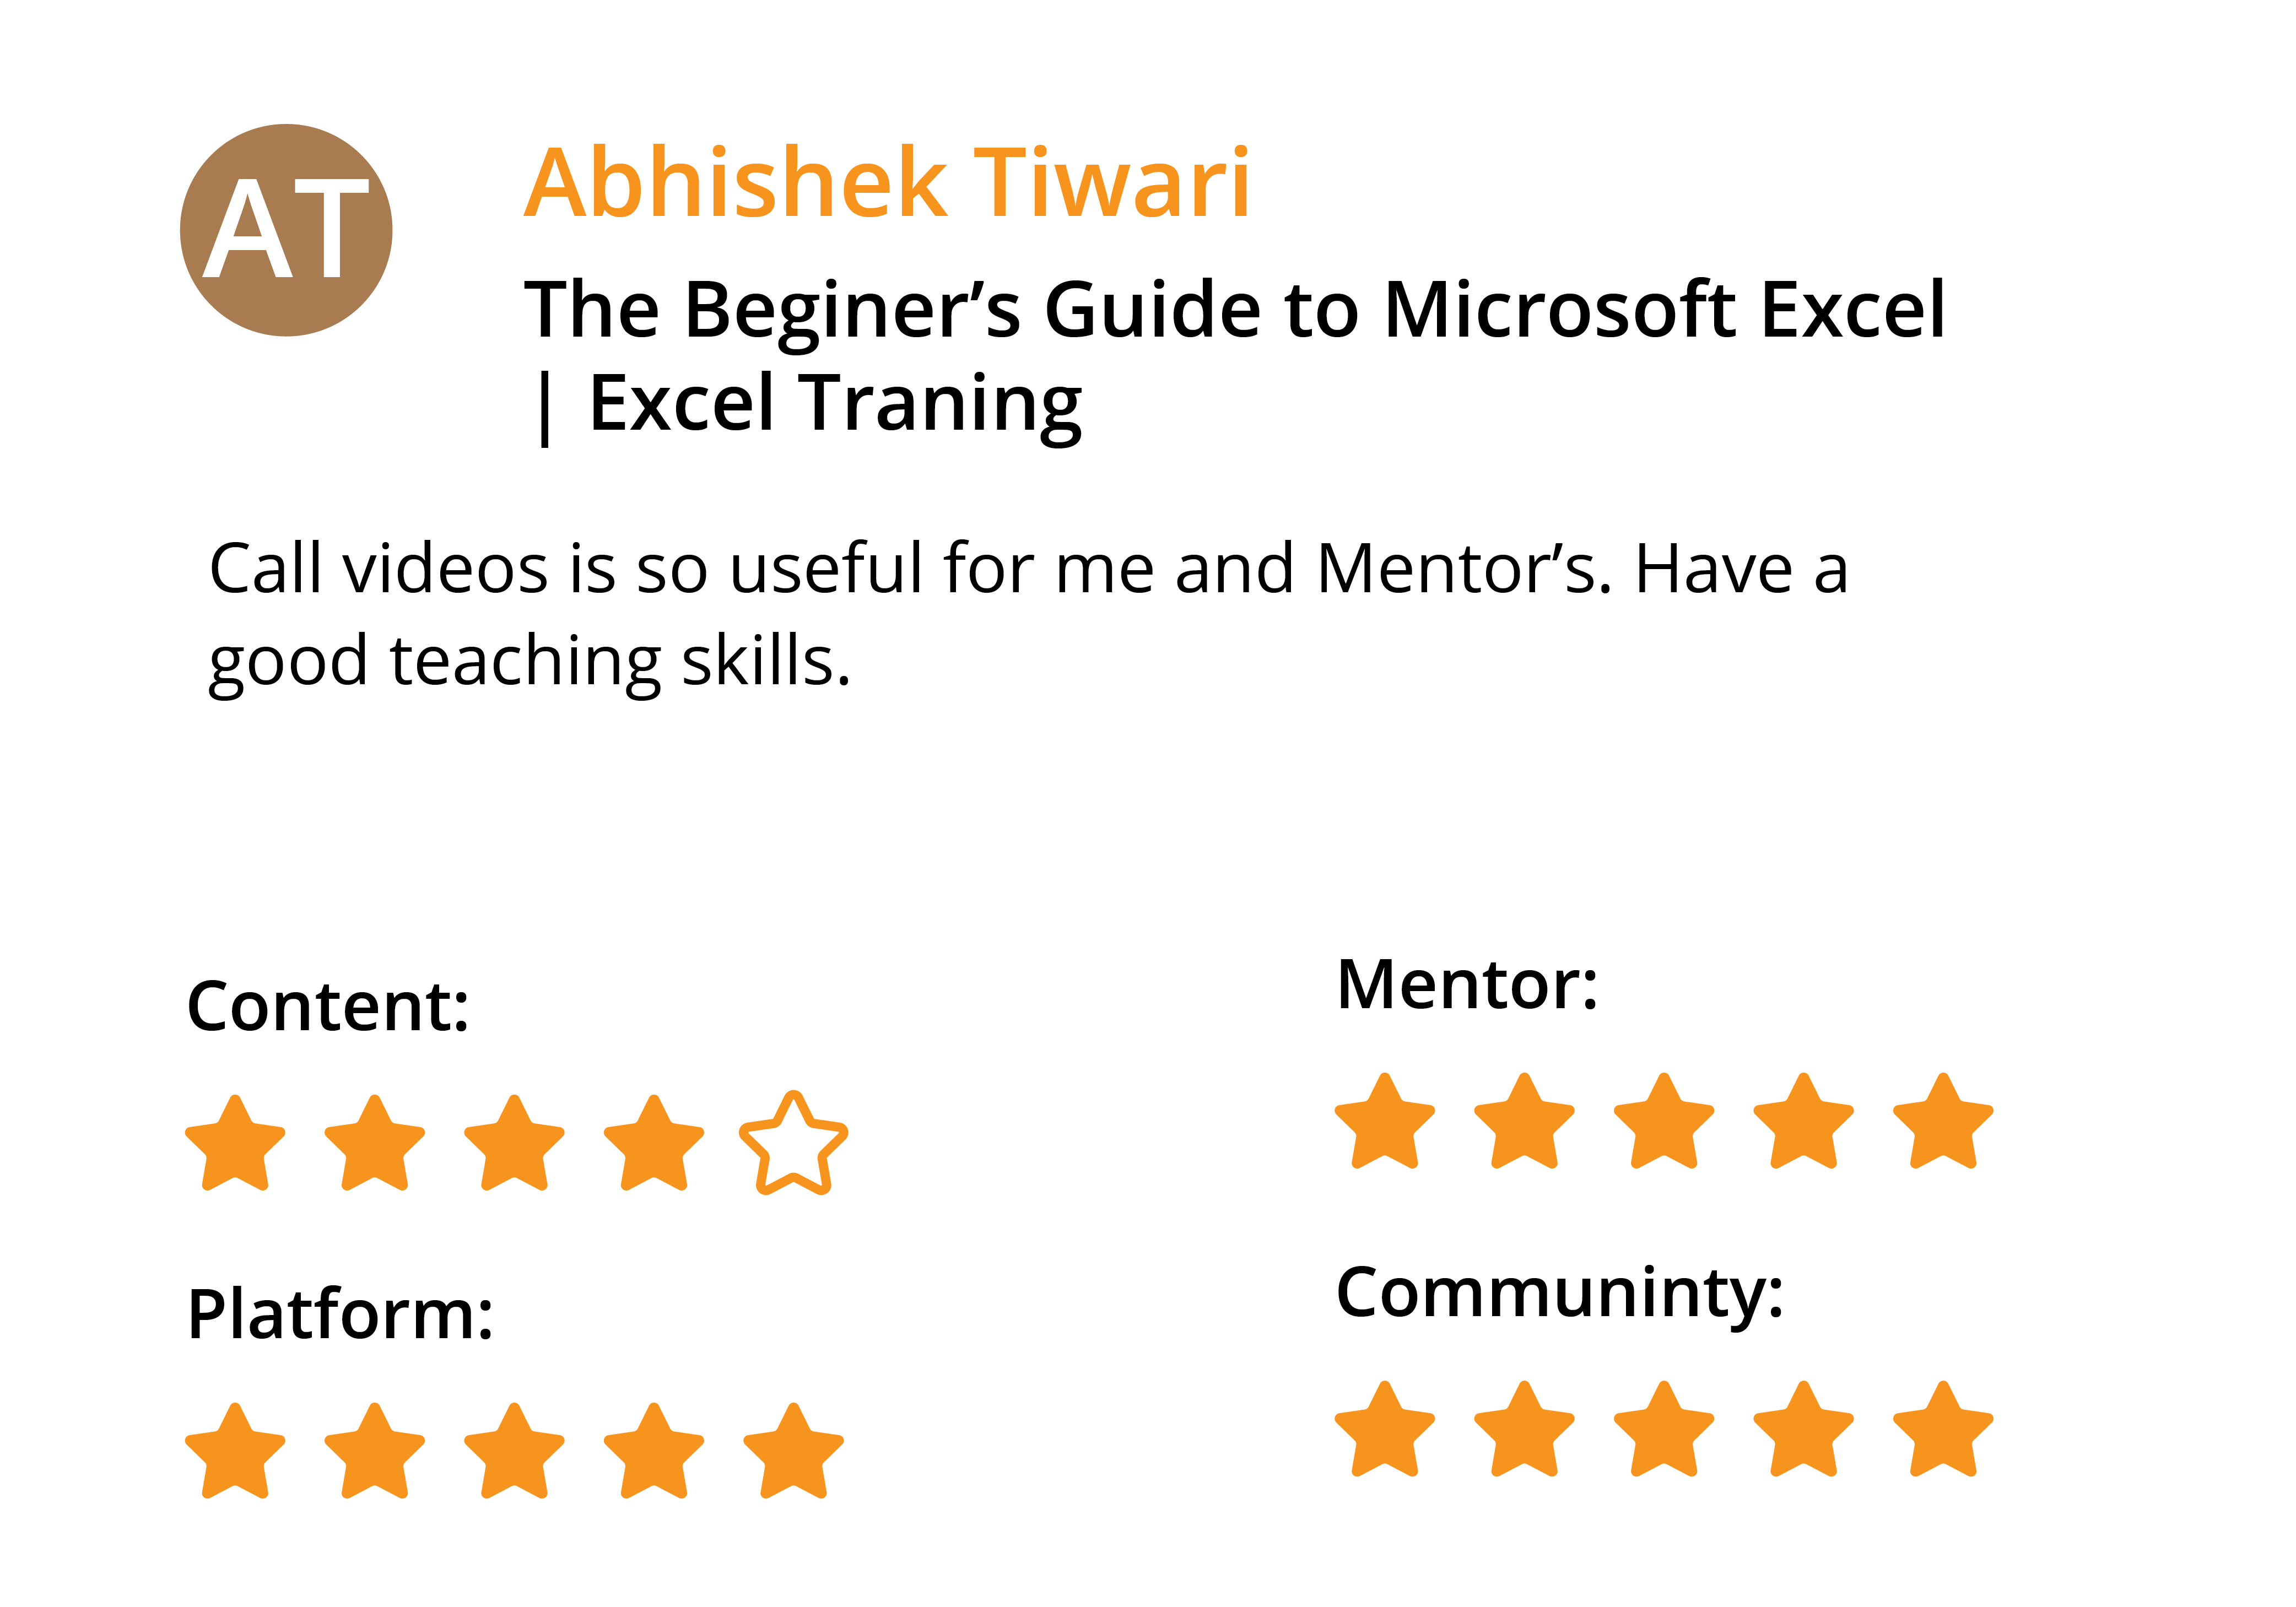 AT
Abhishek Tiwari
The Beginer’s Guide to Microsoft Excel
| Excel Traning
Call videos is so useful for me and Mentor’s. Have a
good teaching skills.
Content:
Mentor:
Platform:
Communinty: